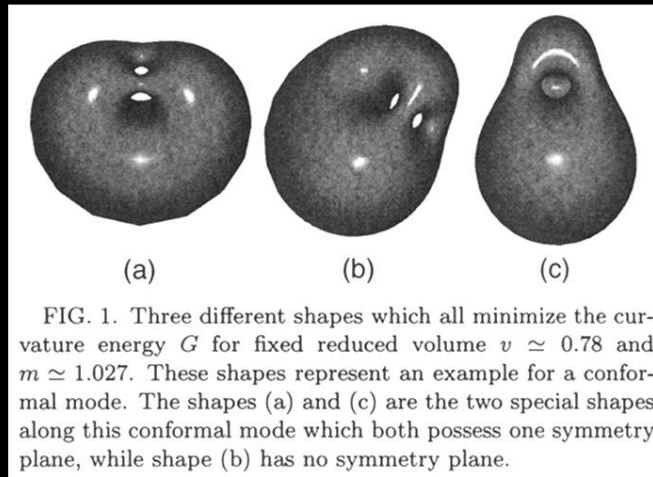 (a) (b) (c)
FIG. 1. Three different shapes which all minimize the cur-
vature energy G for fixed reduced volume v ≃ 0.78 and
m ≃ 1.027. These shapes represent an example for a confor-
mal mode. The shapes (a) and (c) are the two special shapes
along this conformal mode which both possess one symmetry
plane, while shape (b) has no symmetry plane.